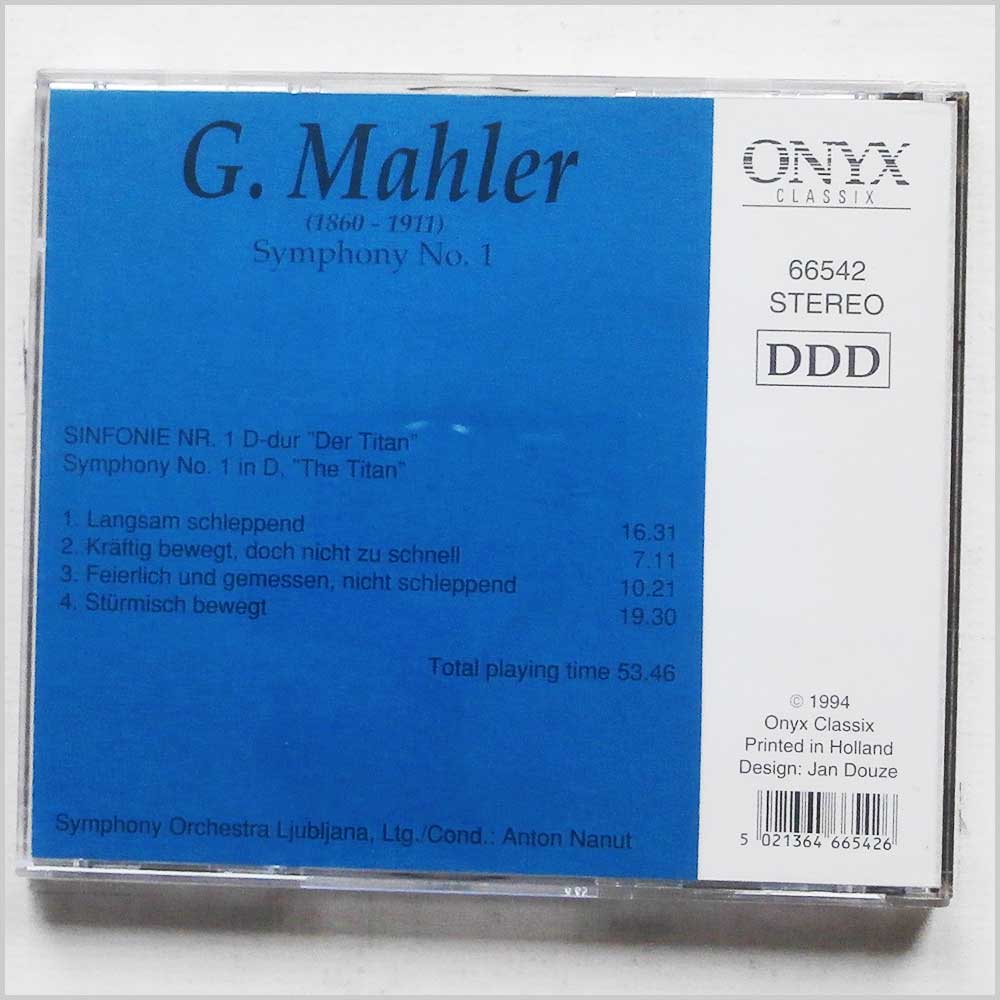 G. Mahler
(1860 - 1911)
Symphony No. 1
SINFONIE NR. 1 D-dur "Der Titan"
Symphony No. 1 in D, "The Titan"
1. Langsam schleppend 16.31
2. Kräftig bewegt, doch nicht zu schnell 7.11
3. Feierlich und gemessen, nicht schleppend 10.21
4. Stürmisch bewegt 19.30
Total playing time 53.46
Symphony Orchestra Ljubljana, Ltg./Cond.: Anton Nanut
ONYX
CLASSIX
66542
STEREO
DDD
© 1994
Onyx Classix
Printed in Holland
Design: Jan Douze
5 021364 665426